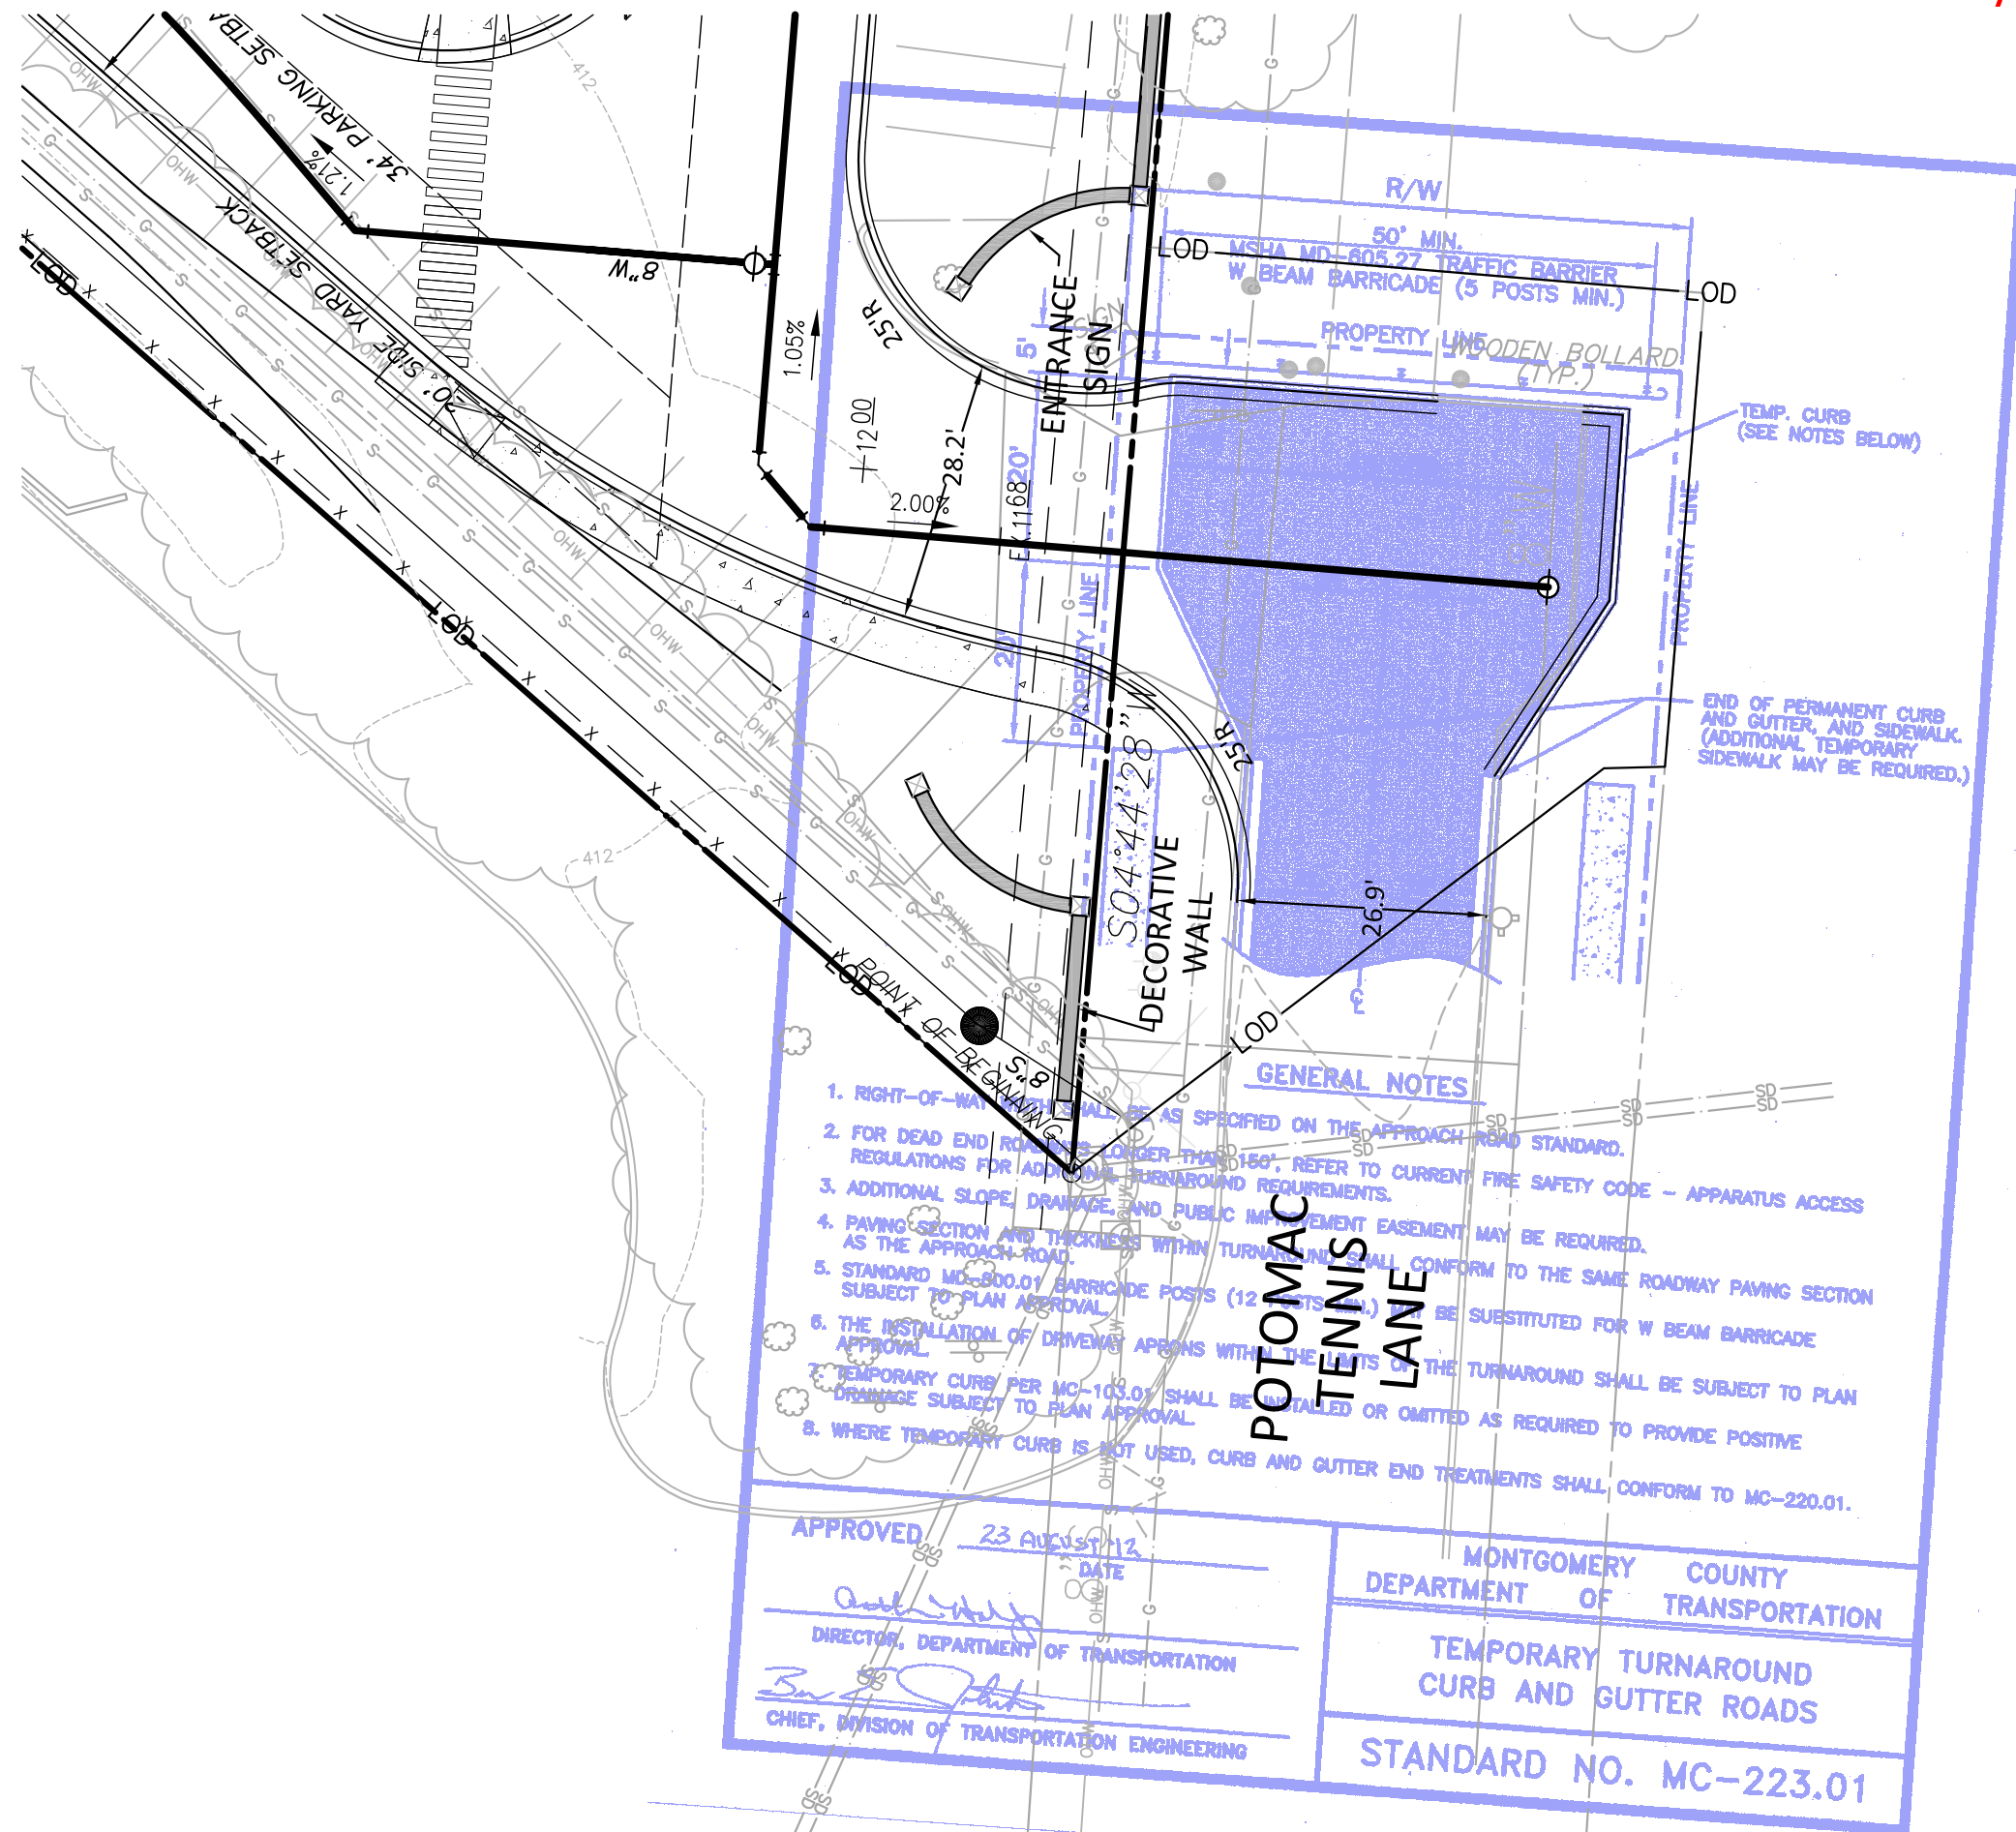 34' PARKING SETBA
1.21%
20' SIDE YARD SETBACK
8"W
1.05%
25'R
12 00
2.00%
28.2'
EX.11 68
412
ENTRANCE
SIGN
SIGN
R/W
50' MIN.
MSHA MD-605.27 TRAFFIC BARRIER
W BEAM BARRICADE (5 POSTS MIN.)
LOD
LOD
PROPERTY LINE
WOODEN BOLLARD
(TYP.)
5'
20'
20'
TEMP. CURB
(SEE NOTES BELOW)
PROPERTY LINE
PROPERTY LINE
8" W
END OF PERMANENT CURB
AND GUTTER, AND SIDEWALK.
(ADDITIONAL TEMPORARY
SIDEWALK MAY BE REQUIRED.)
25'R
S04°44'28"W
DECORATIVE
WALL
26.9'
LOD
LOD
LOD
LOD
412
POINT OF BEGINNING
8"S
GENERAL NOTES
1. RIGHT-OF-WAY WIDTH SHALL BE AS SPECIFIED ON THE APPROACH ROAD STANDARD.
2. FOR DEAD END ROADWAYS LONGER THAN 150', REFER TO CURRENT FIRE SAFETY CODE - APPARATUS ACCESS
REGULATIONS FOR ADDITIONAL TURNAROUND REQUIREMENTS.
3. ADDITIONAL SLOPE, DRAINAGE, AND PUBLIC IMPROVEMENT EASEMENT MAY BE REQUIRED.
4. PAVING SECTION AND THICKNESS WITHIN TURNAROUND SHALL CONFORM TO THE SAME ROADWAY PAVING SECTION
AS THE APPROACH ROAD.
5. STANDARD MD-800.01 BARRICADE POSTS (12 POSTS MIN.) MAY BE SUBSTITUTED FOR W BEAM BARRICADE
SUBJECT TO PLAN APPROVAL.
6. THE INSTALLATION OF DRIVEWAY APRONS WITHIN THE LIMITS OF THE TURNAROUND SHALL BE SUBJECT TO PLAN
APPROVAL.
7. TEMPORARY CURB PER MC-103.01 SHALL BE INSTALLED OR OMITTED AS REQUIRED TO PROVIDE POSITIVE
DRAINAGE SUBJECT TO PLAN APPROVAL.
8. WHERE TEMPORARY CURB IS NOT USED, CURB AND GUTTER END TREATMENTS SHALL CONFORM TO MC-220.01.
POTOMAC
TENNIS
LANE
APPROVED 23 AUGUST '12
DATE
DIRECTOR, DEPARTMENT OF TRANSPORTATION
CHIEF, DIVISION OF TRANSPORTATION ENGINEERING
MONTGOMERY COUNTY
DEPARTMENT OF TRANSPORTATION
TEMPORARY TURNAROUND
CURB AND GUTTER ROADS
STANDARD NO. MC-223.01